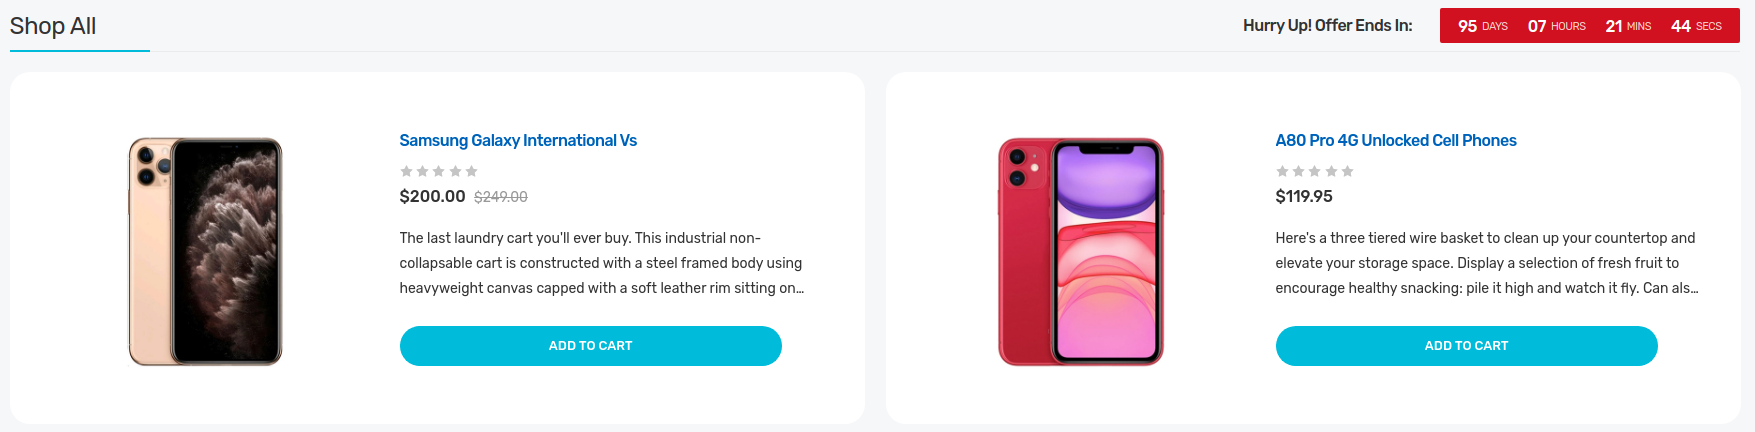 Shop All
Hurry Up! Offer Ends In:
95 DAYS 07 HOURS 21 MINS 44 SECS
Samsung Galaxy International Vs
$200.00 $249.00
The last laundry cart you'll ever buy. This industrial non-
collapsable cart is constructed with a steel framed body using
heavyweight canvas capped with a soft leather rim sitting on…
ADD TO CART
A80 Pro 4G Unlocked Cell Phones
$119.95
Here's a three tiered wire basket to clean up your countertop and
elevate your storage space. Display a selection of fresh fruit to
encourage healthy snacking: pile it high and watch it fly. Can als…
ADD TO CART